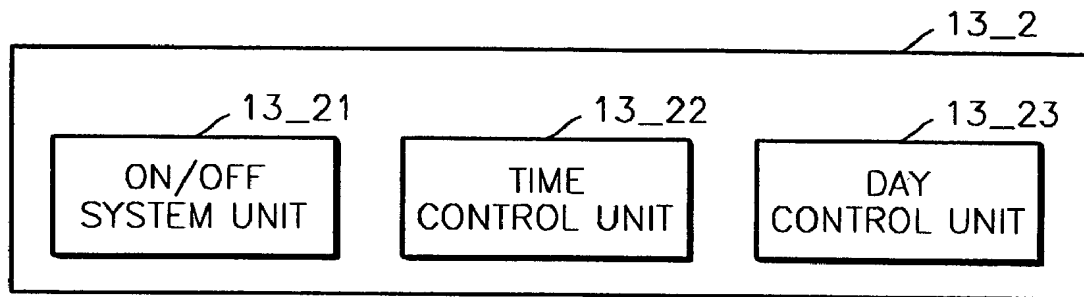 13_2
13_21
13_22
13_23
ON/OFF
SYSTEM UNIT
TIME
CONTROL UNIT
DAY
CONTROL UNIT